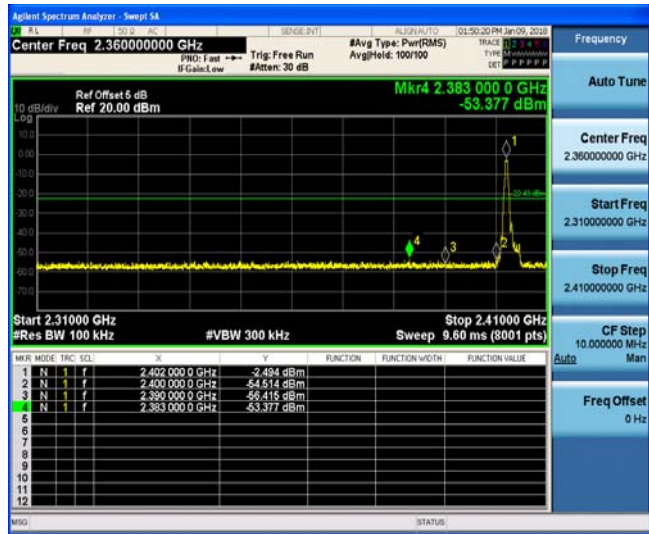 Agilent Spectrum Analyzer - Swept SA
RL RF 50 Ω AC SENSE:INT ALIGNAUTO 01:50:20 PM Jan 09, 2018
Center Freq 2.360000000 GHz
PNO: Fast
IFGain:Low
Trig: Free Run
#Atten: 30 dB
#Avg Type: Pwr(RMS)
Avg|Hold: 100/100
TRACE 1 2 3 4 5 6
TYPE M
DET P P P P P P
Mkr4 2.383 000 0 GHz
-53.377 dBm
Ref Offset 5 dB
10 dB/div Ref 20.00 dBm
Log
10.0
0.00
-10.0
-20.0
-30.0
-40.0
-50.0
-60.0
-70.0
1
4
3
2
Start 2.31000 GHz Stop 2.41000 GHz
#Res BW 100 kHz #VBW 300 kHz Sweep 9.60 ms (8001 pts)
MKR MODE TRC SCL X Y FUNCTION FUNCTION WIDTH FUNCTION VALUE
1 N 1 f 2.402 000 0 GHz -2.494 dBm
2 N 1 f 2.400 000 0 GHz -54.514 dBm
3 N 1 f 2.390 000 0 GHz -56.415 dBm
4 N 1 f 2.383 000 0 GHz -53.377 dBm
5
6
7
8
9
10
11
12
MSG STATUS
Frequency
Auto Tune
Center Freq
2.360000000 GHz
Start Freq
2.310000000 GHz
Stop Freq
2.410000000 GHz
CF Step
10.000000 MHz
Auto Man
Freq Offset
0 Hz